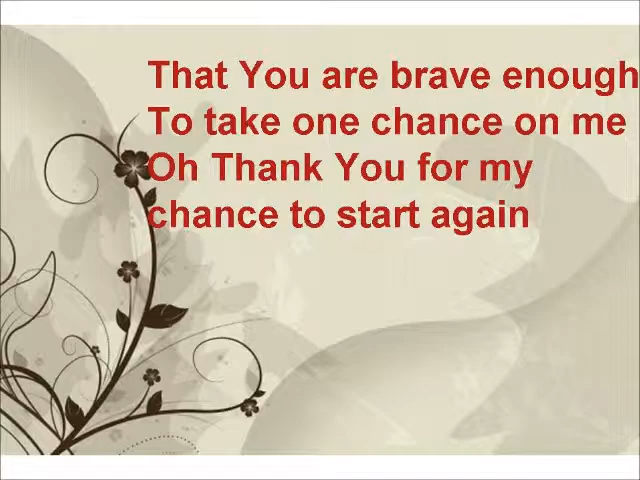 That You are brave enough
To take one chance on me
Oh Thank You for my
chance to start again